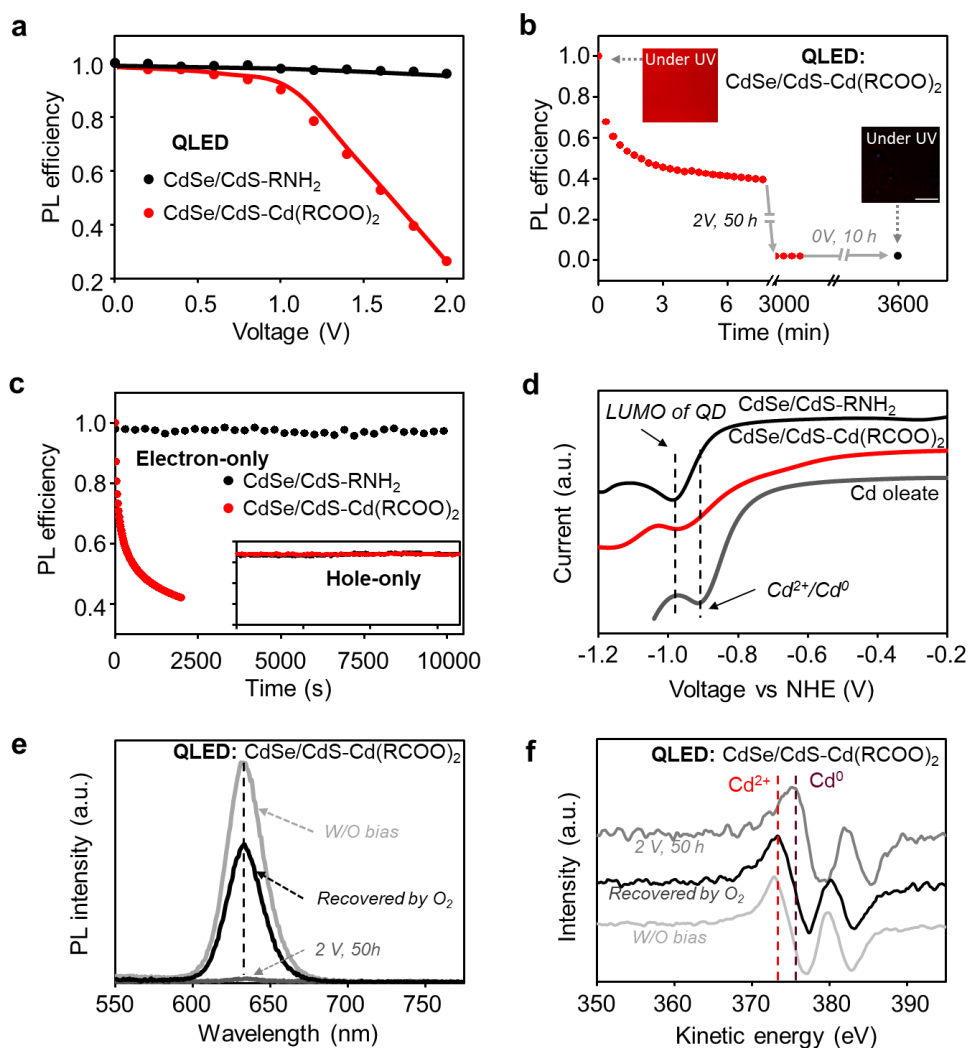 a
PL efficiency
1.0
0.8
0.6
0.4
0.2
QLED
CdSe/CdS-RNH₂
CdSe/CdS-Cd(RCOO)₂
0.0 0.4 0.8 1.2 1.6 2.0
Voltage (V)
b
PL efficiency
1.0
0.8
0.6
0.4
0.2
0.0
Under UV
QLED:
CdSe/CdS-Cd(RCOO)₂
Under UV
2V, 50 h
0V, 10 h
0 3 6 3000 3600
Time (min)
c
PL efficiency
1.0
0.8
0.6
0.4
Electron-only
CdSe/CdS-RNH₂
CdSe/CdS-Cd(RCOO)₂
Hole-only
0 2500 5000 7500 10000
Time (s)
d
Current (a.u.)
LUMO of QD
CdSe/CdS-RNH₂
CdSe/CdS-Cd(RCOO)₂
Cd oleate
Cd²⁺/Cd⁰
-1.2 -1.0 -0.8 -0.6 -0.4 -0.2
Voltage vs NHE (V)
e
PL intensity (a.u.)
QLED: CdSe/CdS-Cd(RCOO)₂
W/O bias
Recovered by O₂
2 V, 50h
550 600 650 700 750
Wavelength (nm)
f
Intensity (a.u.)
QLED: CdSe/CdS-Cd(RCOO)₂
Cd²⁺ Cd⁰
2 V, 50 h
Recovered by O₂
W/O bias
350 360 370 380 390
Kinetic energy (eV)